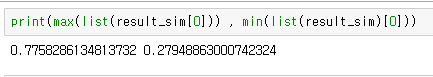 print(max(list(result_sim[0])) , min(list(result_sim)[0]))
0.7758286134813732 0.27948863000742324